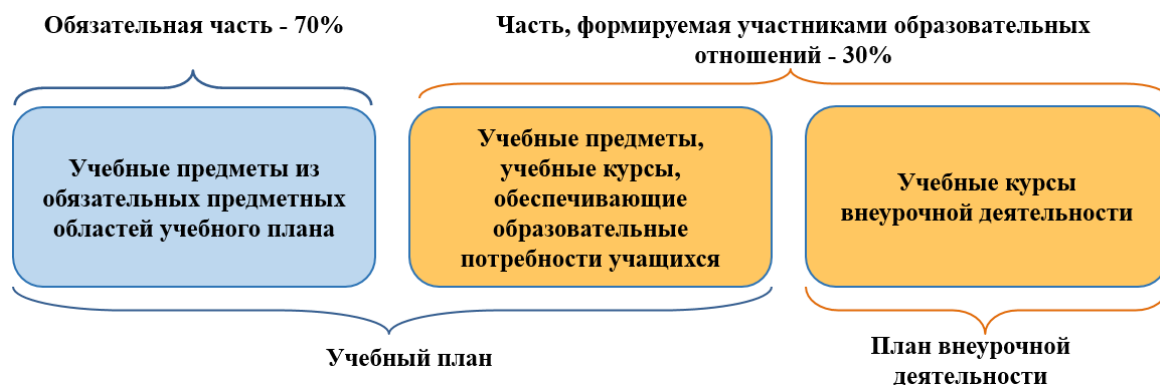 Обязательная часть - 70%
Часть, формируемая участниками образовательных
отношений - 30%
Учебные предметы из
обязательных предметных
областей учебного плана
Учебные предметы,
учебные курсы,
обеспечивающие
образовательные
потребности учащихся
Учебные курсы
внеурочной деятельности
Учебный план
План внеурочной
деятельности